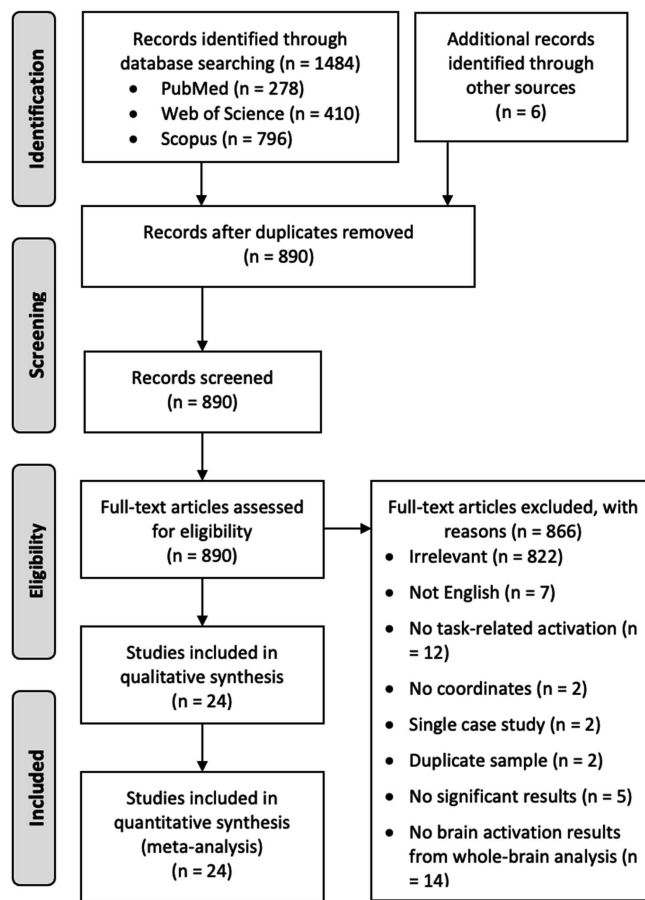 Identification
Records identified through
database searching (n = 1484)
• PubMed (n = 278)
• Web of Science (n = 410)
• Scopus (n = 796)
Additional records
identified through
other sources
(n = 6)
Records after duplicates removed
(n = 890)
Screening
Records screened
(n = 890)
Eligibility
Full-text articles assessed
for eligibility
(n = 890)
Full-text articles excluded, with
reasons (n = 866)
• Irrelevant (n = 822)
• Not English (n = 7)
• No task-related activation (n
= 12)
• No coordinates (n = 2)
• Single case study (n = 2)
• Duplicate sample (n = 2)
• No significant results (n = 5)
• No brain activation results
from whole-brain analysis (n
= 14)
Studies included in
qualitative synthesis
(n = 24)
Included
Studies included in
quantitative synthesis
(meta-analysis)
(n = 24)